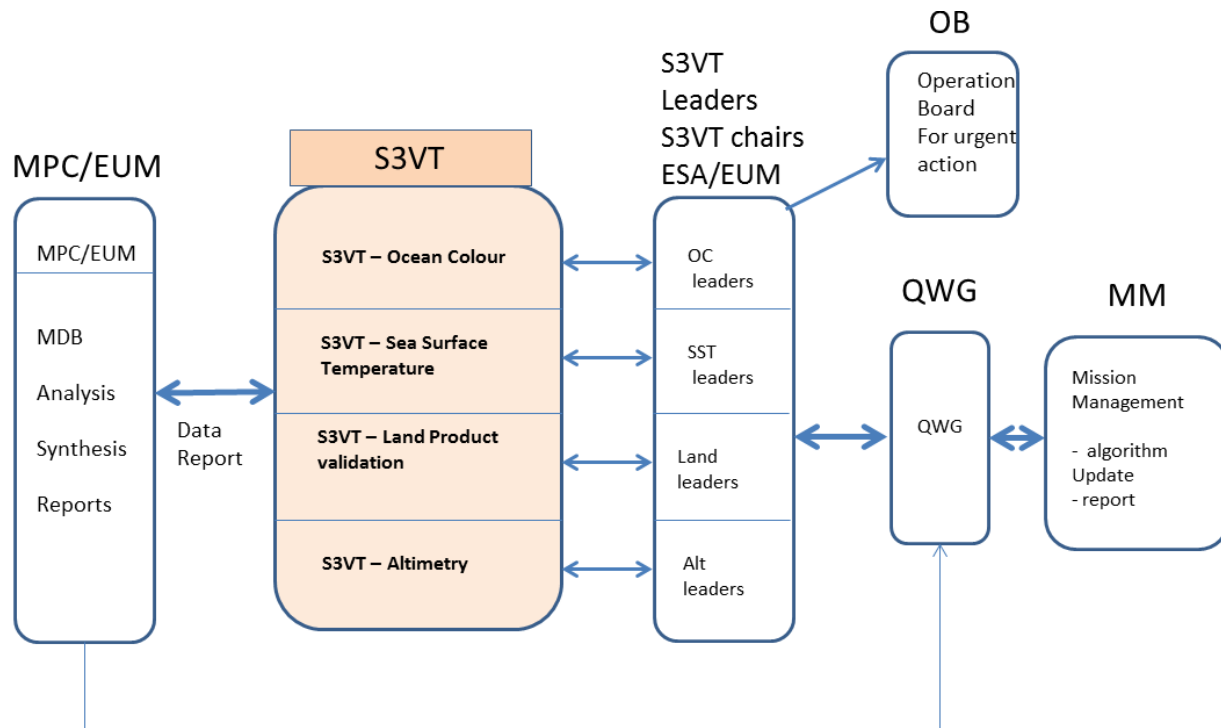 MPC/EUM
MPC/EUM
MDB
Analysis
Synthesis
Reports
Data
Report
S3VT
S3VT – Ocean Colour
S3VT – Sea Surface
Temperature
S3VT – Land Product
validation
S3VT – Altimetry
S3VT
Leaders
S3VT chairs
ESA/EUM
OC
leaders
SST
leaders
Land
leaders
Alt
leaders
OB
Operation
Board
For urgent
action
QWG
QWG
MM
Mission
Management
- algorithm
Update
- report